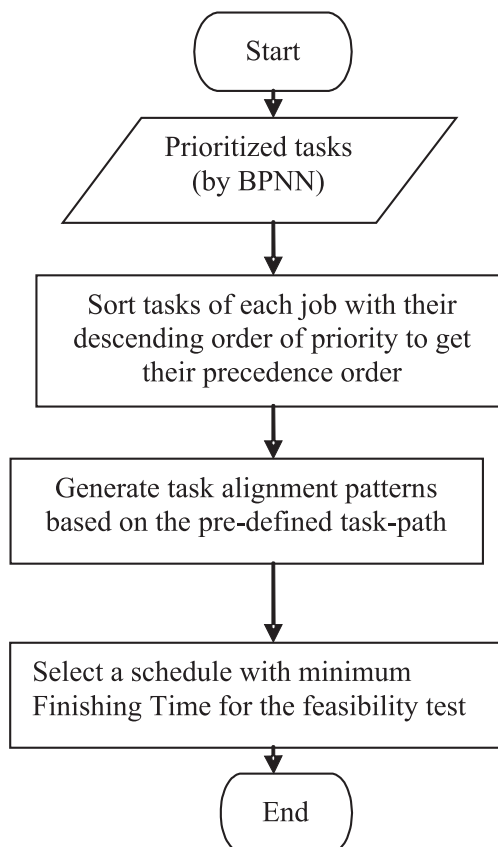 Start
Prioritized tasks
(by BPNN)
Sort tasks of each job with their
descending order of priority to get
their precedence order
Generate task alignment patterns
based on the pre-defined task-path
Select a schedule with minimum
Finishing Time for the feasibility test
End